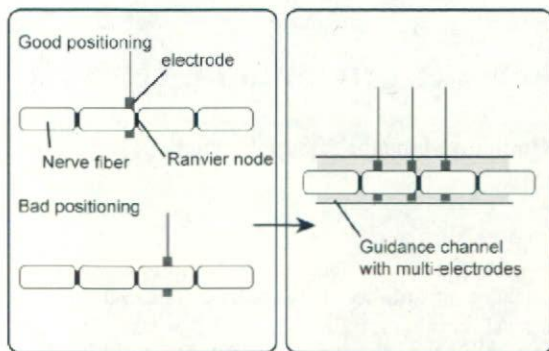 Good positioning
electrode
Nerve fiber
Ranvier node
Bad positioning
Guidance channel
with multi-electrodes